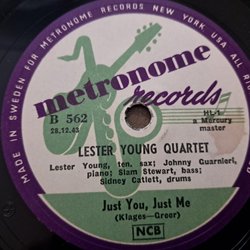 MADE IN SWEDEN FOR METRONOME RECORDS NEW YORK USA ALL
metronome
records
B 562
28.12.43
HL-1
a Mercury
master
LESTER YOUNG QUARTET
Lester Young, ten. sax; Johnny Guarnieri,
piano; Slam Stewart, bass;
Sidney Catlett, drums
Just You, Just Me
(Klages-Greer)
NCB